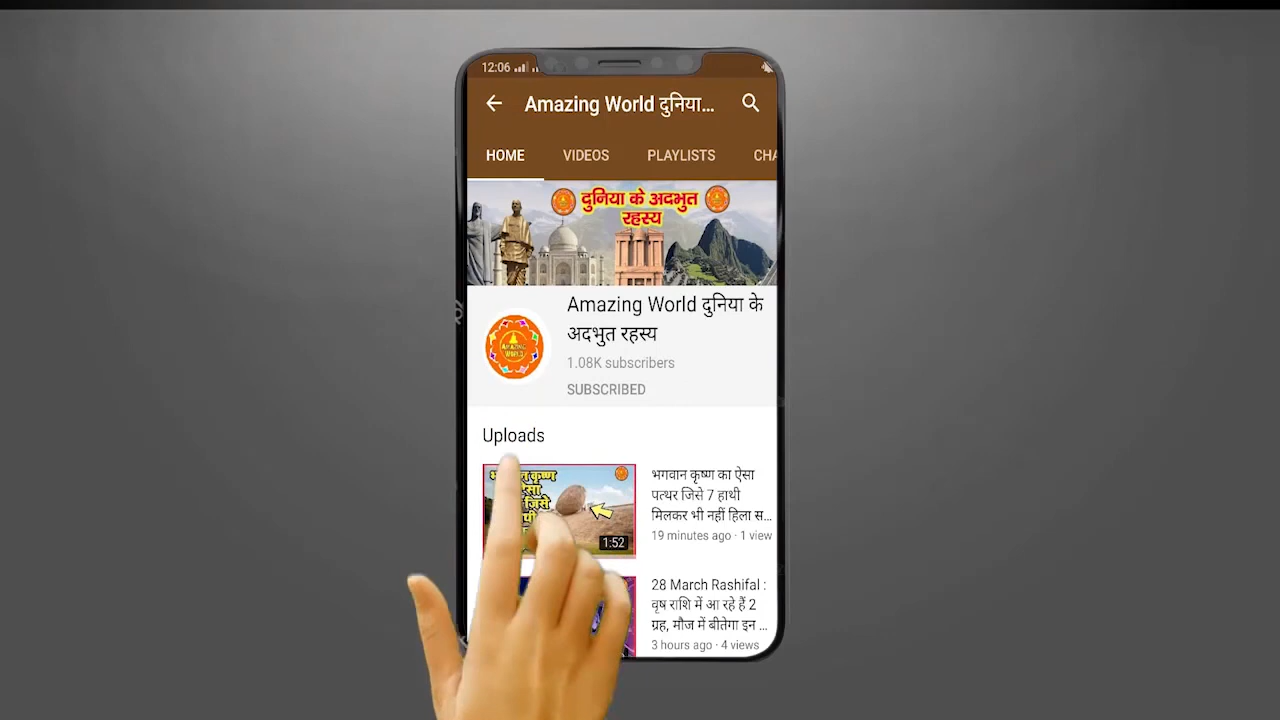 12:06
Amazing World दुनिया...
HOME VIDEOS PLAYLISTS CHA
दुनिया के अदभुत
रहस्य
Amazing World दुनिया के
अदभुत रहस्य
AMAZING
WORLD
1.08K subscribers
SUBSCRIBED
Uploads
भगवान कृष्ण का ऐसा
पत्थर जिसे 7 हाथी
मिलकर भी नहीं हिला स...
19 minutes ago · 1 view
कृष्ण
जिसे
1:52
28 March Rashifal :
वृष राशि में आ रहे हैं 2
ग्रह, मौज में बीतेगा इन ...
3 hours ago · 4 views